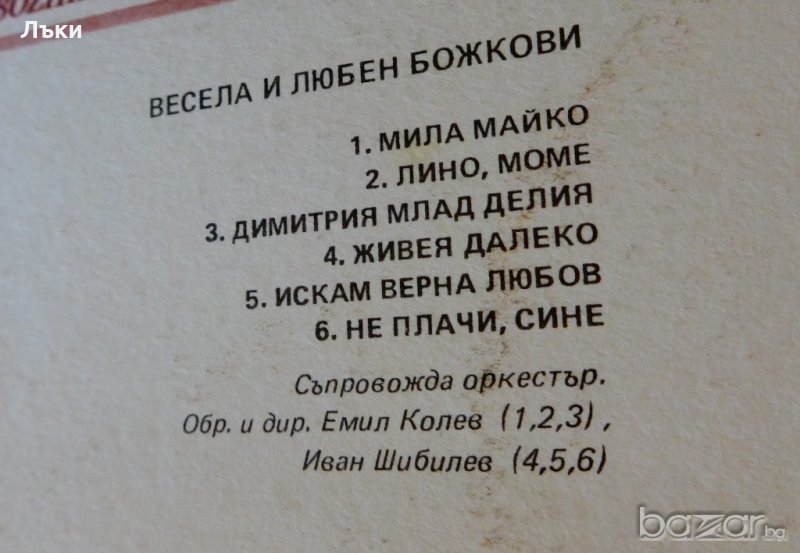 Лъки
ВЕСЕЛА И ЛЮБЕН БОЖКОВИ
1. МИЛА МАЙКО
2. ЛИНО, МОМЕ
3. ДИМИТРИЯ МЛАД ДЕЛИЯ
4. ЖИВЕЯ ДАЛЕКО
5. ИСКАМ ВЕРНА ЛЮБОВ
6. НЕ ПЛАЧИ, СИНЕ
Съпровожда оркестър.
Обр. и дир. Емил Колев (1,2,3) ,
Иван Шибилев (4,5,6)
bazar.bg